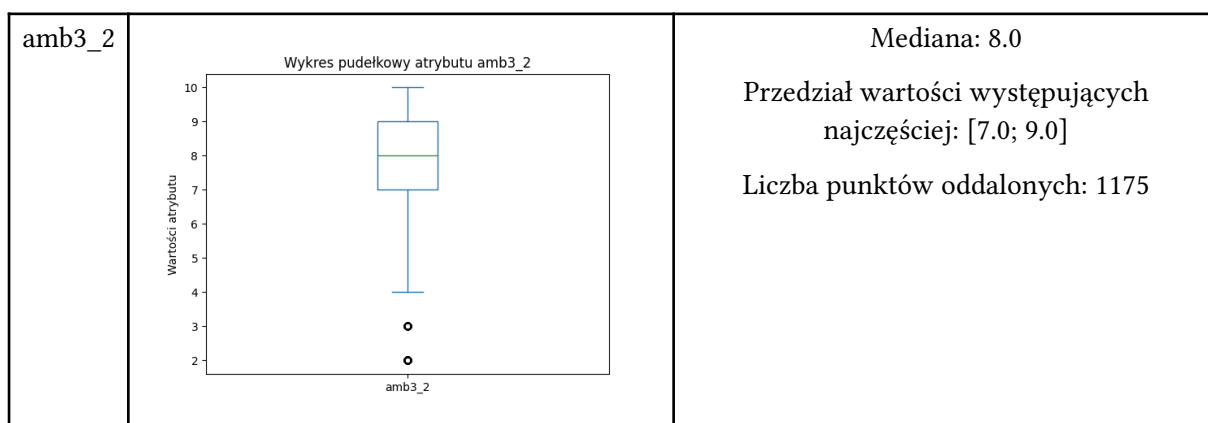 amb3_2
Wykres pudełkowy atrybutu amb3_2
Wartości atrybutu
10
9
8
7
6
5
4
3
2
amb3_2
Mediana: 8.0
Przedział wartości występujących
najczęściej: [7.0; 9.0]
Liczba punktów oddalonych: 1175